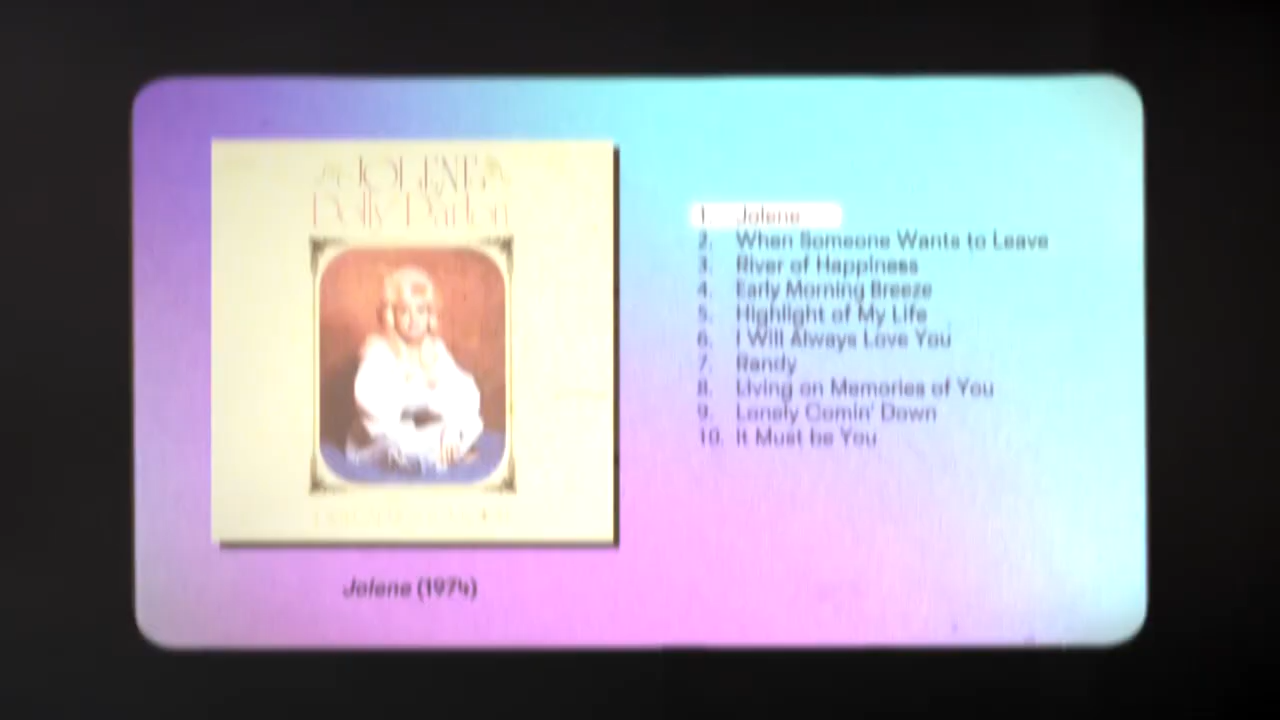 JOLENE
Dolly Parton
Jolene (1974)
1. Jolene
2. When Someone Wants to Leave
3. River of Happiness
4. Early Morning Breeze
5. Highlight of My Life
6. I Will Always Love You
7. Randy
8. Living on Memories of You
9. Lonely Comin' Down
10. It Must be You